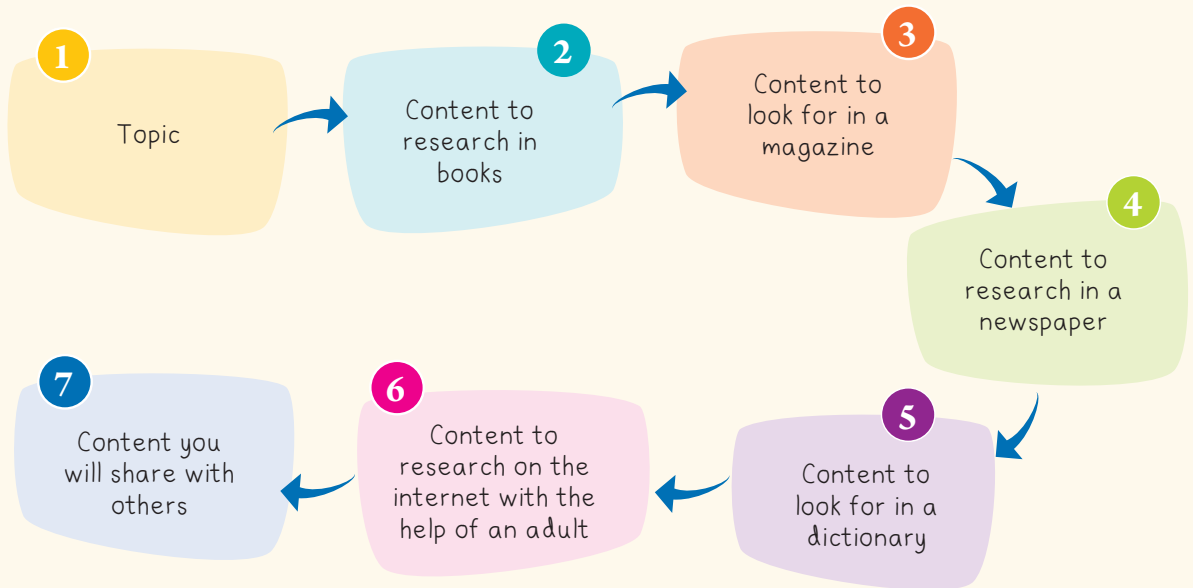 1
Topic
2
Content to
research in
books
3
Content to
look for in a
magazine
4
Content to
research in a
newspaper
5
Content to
look for in a
dictionary
6
Content to
research on the
internet with the
help of an adult
7
Content you
will share with
others